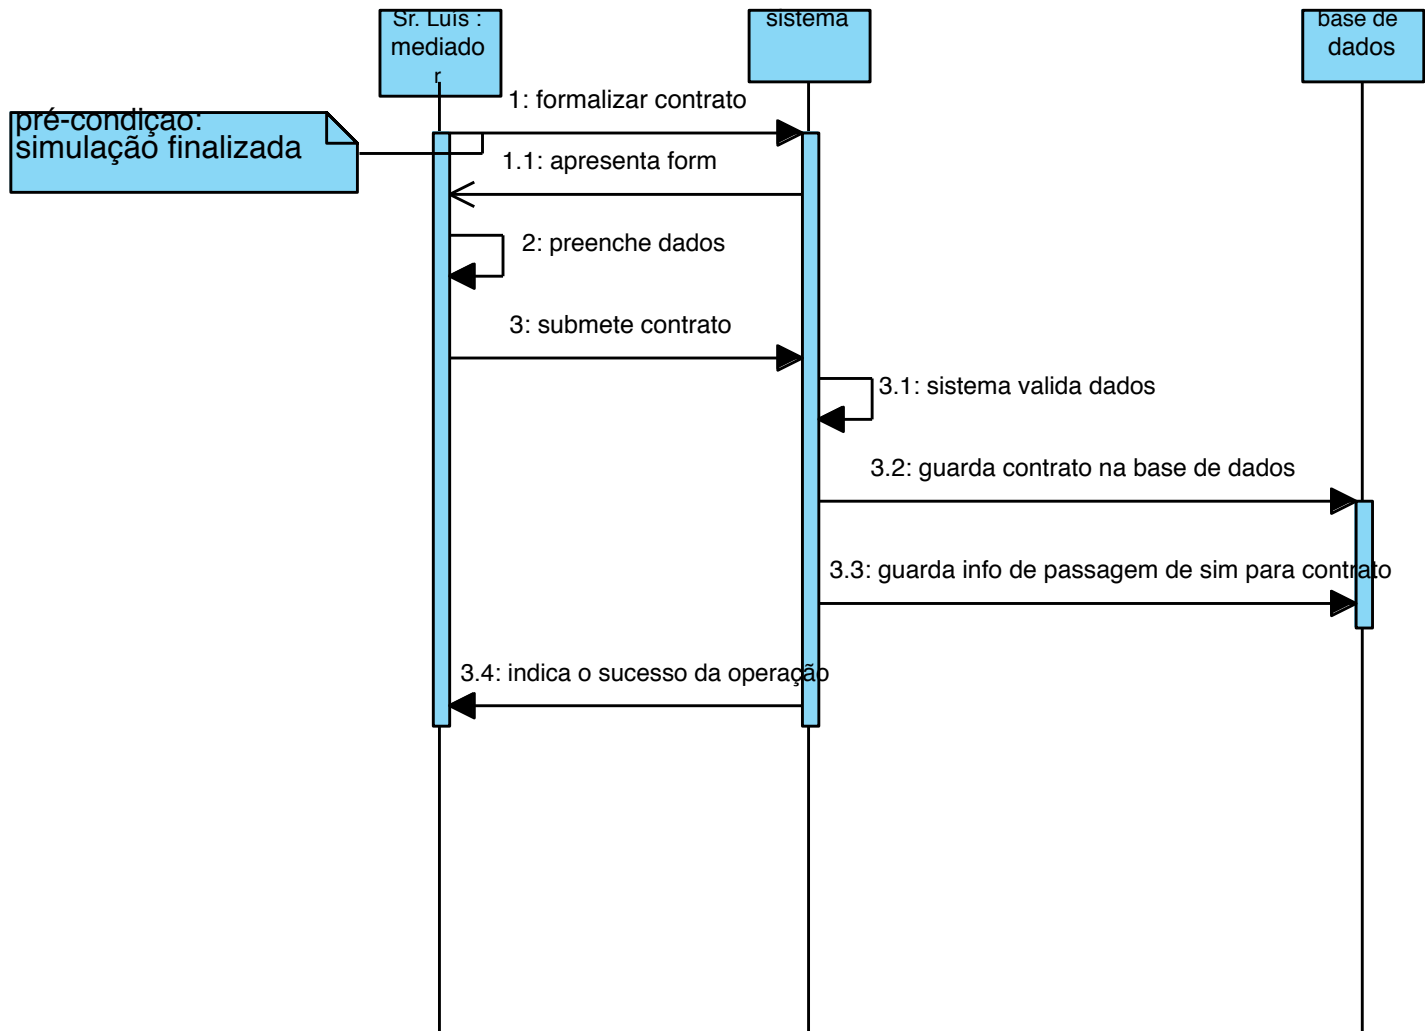 Sr. Luís :
mediado
r
sistema
base de
dados
1: formalizar contrato
pré-condição:
simulação finalizada
1.1: apresenta form
2: preenche dados
3: submete contrato
3.1: sistema valida dados
3.2: guarda contrato na base de dados
3.3: guarda info de passagem de sim para contrato
3.4: indica o sucesso da operação